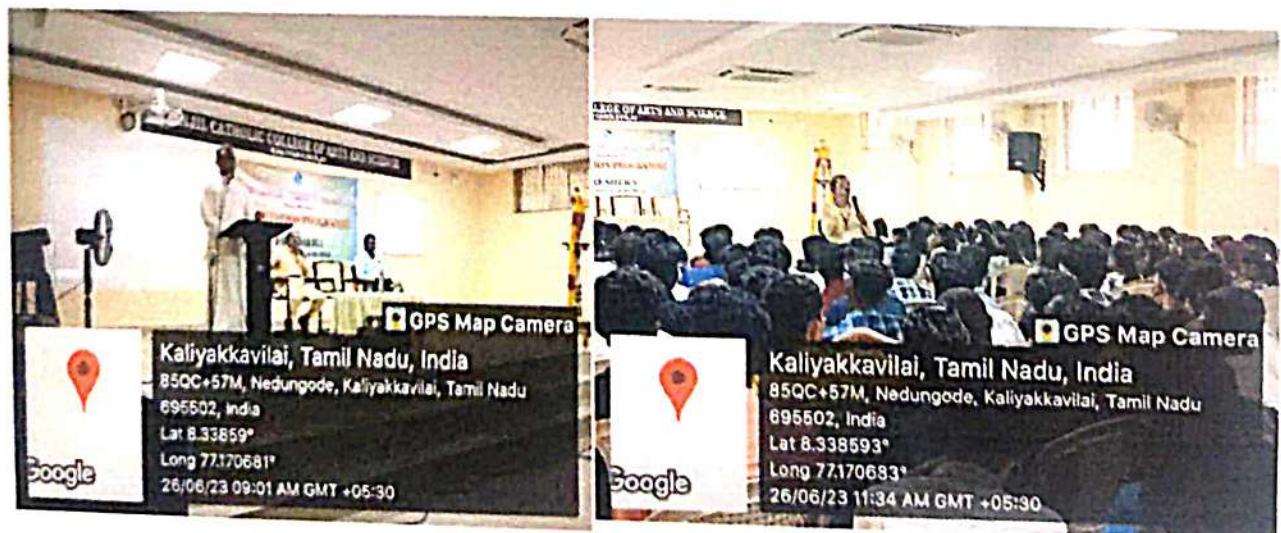 IL CATHOLIC COLLEGE OF ARTS AND SCIENCE
GPS Map Camera
Kaliyakkavilai, Tamil Nadu, India
85QC+57M, Nedungode, Kaliyakkavilai, Tamil Nadu
695502, India
Lat 8.33859°
Long 77.170681°
26/06/23 09:01 AM GMT +05:30
Google
LEGE OF ARTS AND SCIENCE
PROGRAMME
GPS Map Camera
Kaliyakkavilai, Tamil Nadu, India
85QC+57M, Nedungode, Kaliyakkavilai, Tamil Nadu
695502, India
Lat 8.338593°
Long 77.170683°
26/06/23 11:34 AM GMT +05:30
Google